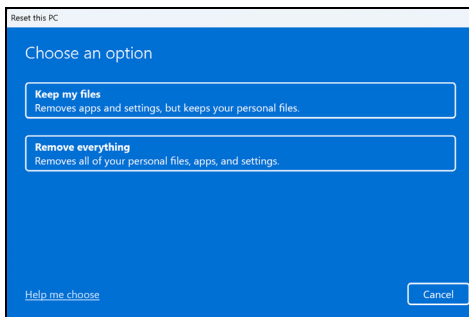 Reset this PC
Choose an option
Keep my files
Removes apps and settings, but keeps your personal files.
Remove everything
Removes all of your personal files, apps, and settings.
Help me choose
Cancel